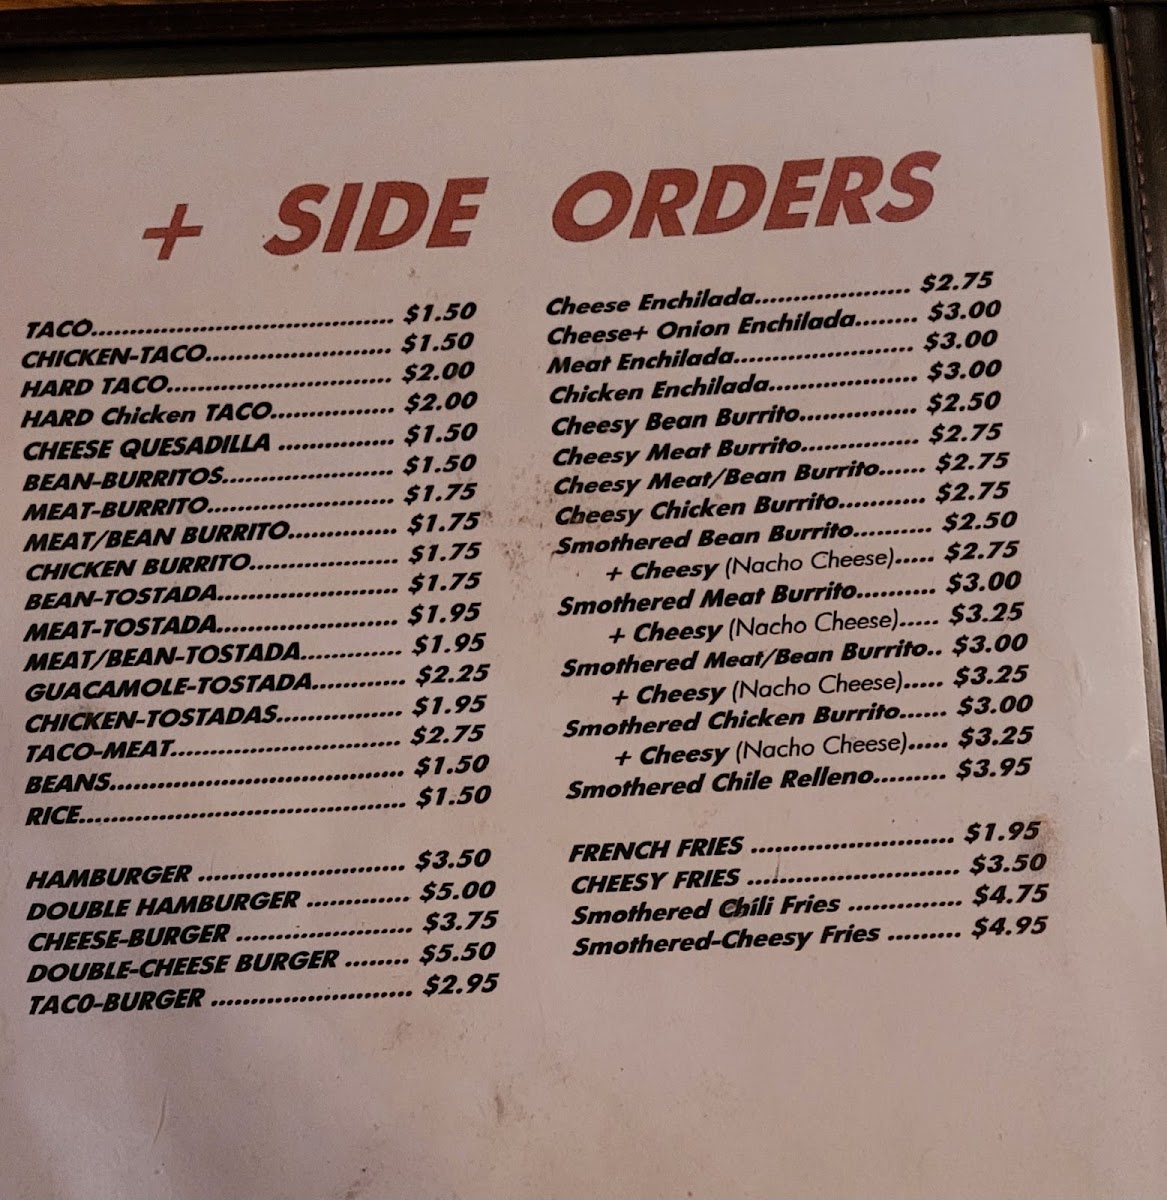 + SIDE ORDERS
TACO.......................................... $1.50
CHICKEN-TACO......................... $1.50
HARD TACO.............................. $2.00
HARD Chicken TACO................ $2.00
CHEESE QUESADILLA ............... $1.50
BEAN-BURRITOS....................... $1.50
MEAT-BURRITO......................... $1.75
MEAT/BEAN BURRITO.............. $1.75
CHICKEN BURRITO................... $1.75
BEAN-TOSTADA........................ $1.75
MEAT-TOSTADA........................ $1.95
MEAT/BEAN-TOSTADA............. $1.95
GUACAMOLE-TOSTADA............ $2.25
CHICKEN-TOSTADAS................ $1.95
TACO-MEAT.............................. $2.75
BEANS....................................... $1.50
RICE........................................... $1.50
HAMBURGER ........................... $3.50
DOUBLE HAMBURGER ............. $5.00
CHEESE-BURGER ....................... $3.75
DOUBLE-CHEESE BURGER ........ $5.50
TACO-BURGER .......................... $2.95
Cheese Enchilada.................... $2.75
Cheese+ Onion Enchilada........ $3.00
Meat Enchilada....................... $3.00
Chicken Enchilada................... $3.00
Cheesy Bean Burrito............... $2.50
Cheesy Meat Burrito............... $2.75
Cheesy Meat/Bean Burrito...... $2.75
Cheesy Chicken Burrito........... $2.75
Smothered Bean Burrito.......... $2.50
+ Cheesy (Nacho Cheese)..... $2.75
Smothered Meat Burrito.......... $3.00
+ Cheesy (Nacho Cheese)..... $3.25
Smothered Meat/Bean Burrito.. $3.00
+ Cheesy (Nacho Cheese)..... $3.25
Smothered Chicken Burrito...... $3.00
+ Cheesy (Nacho Cheese)..... $3.25
Smothered Chile Relleno......... $3.95
FRENCH FRIES .......................... $1.95
CHEESY FRIES ........................... $3.50
Smothered Chili Fries .............. $4.75
Smothered-Cheesy Fries ......... $4.95